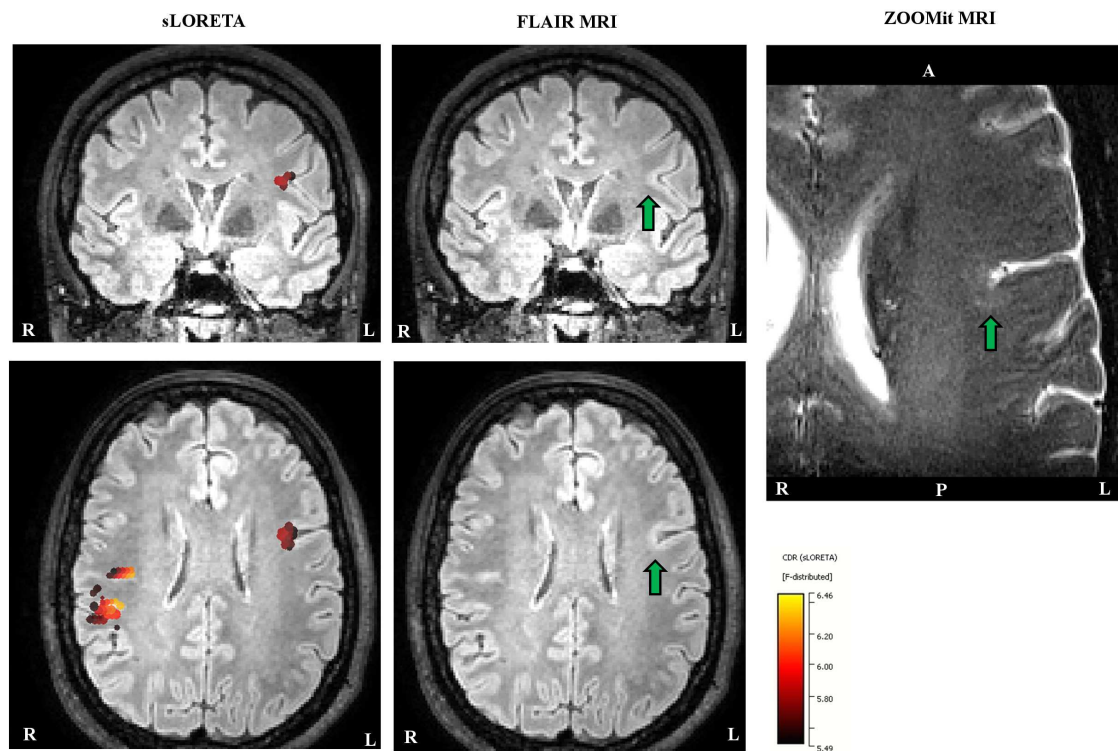 sLORETA
FLAIR MRI
ZOOMit MRI
R
L
R
L
A
R
P
L
R
L
R
L
CDR (sLORETA)
[F-distributed]
6.46
6.20
6.00
5.80
5.49